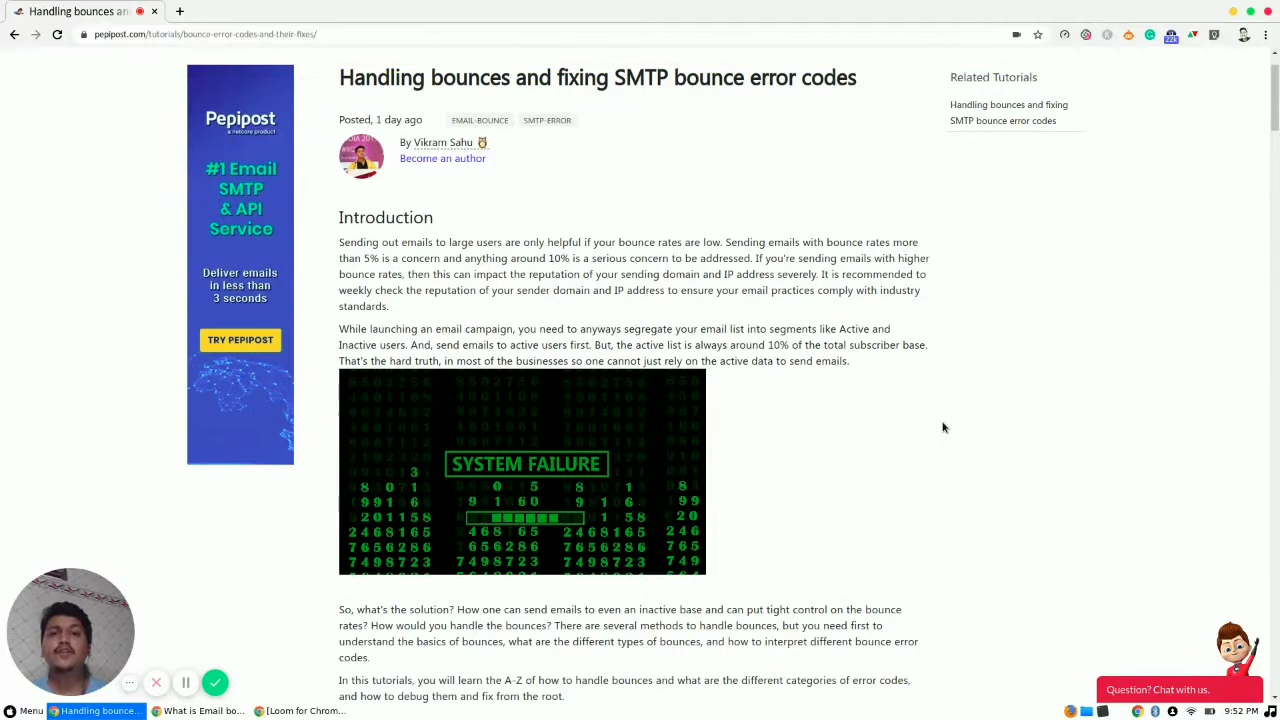 Handling bounces an
pepipost.com/tutorials/bounce-error-codes-and-their-fixes/
22k
Pepipost
a netcore product
#1 Email
SMTP
& API
Service
Deliver emails
in less than
3 seconds
TRY PEPIPOST
Handling bounces and fixing SMTP bounce error codes
Posted, 1 day ago
EMAIL-BOUNCE
SMTP-ERROR
By Vikram Sahu
Become an author
Related Tutorials
Handling bounces and fixing
SMTP bounce error codes
Introduction
Sending out emails to large users are only helpful if your bounce rates are low. Sending emails with bounce rates more
than 5% is a concern and anything around 10% is a serious concern to be addressed. If you're sending emails with higher
bounce rates, then this can impact the reputation of your sending domain and IP address severely. It is recommended to
weekly check the reputation of your sender domain and IP address to ensure your email practices comply with industry
standards.
While launching an email campaign, you need to anyways segregate your email list into segments like Active and
Inactive users. And, send emails to active users first. But, the active list is always around 10% of the total subscriber base.
That's the hard truth, in most of the businesses so one cannot just rely on the active data to send emails.
SYSTEM FAILURE
2468165 468 65 2468165 246
7656286 656286 7656286 765
7498723 7498723 7498723 749
So, what's the solution? How one can send emails to even an inactive base and can put tight control on the bounce
rates? How would you handle the bounces? There are several methods to handle bounces, but you need first to
understand the basics of bounces, what are the different types of bounces, and how to interpret different bounce error
codes.
In this tutorials, you will learn the A-Z of how to handle bounces and what are the different categories of error codes,
and how to debug them and fix from the root.
Question? Chat with us.
Menu
Handling bounce...
What is Email bo...
[Loom for Chrom...
9:52 PM